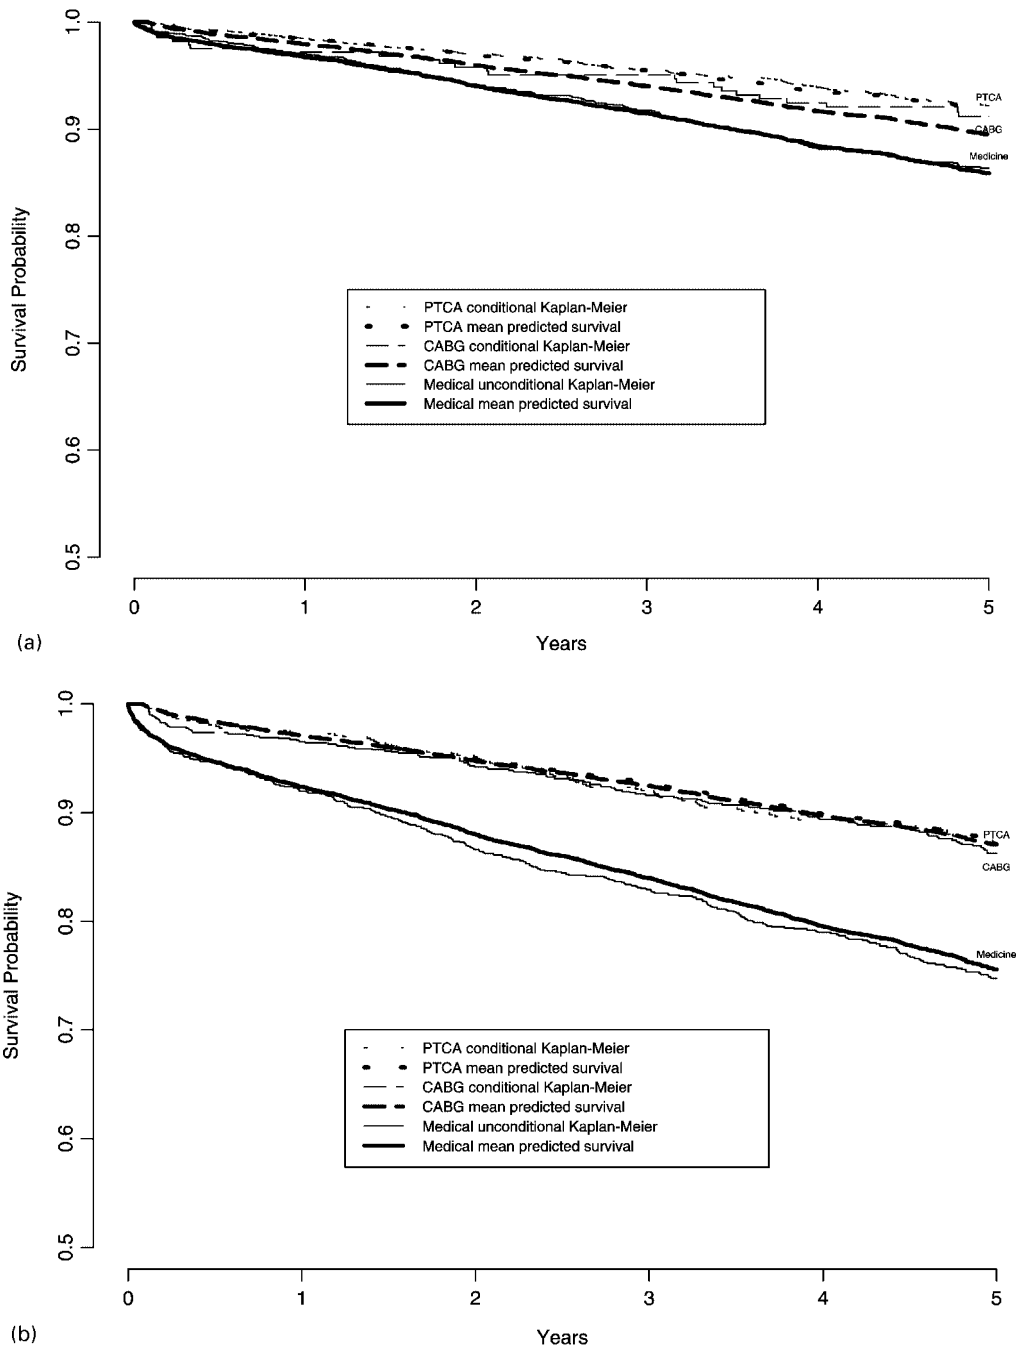 1.0
0.9
0.8
0.7
0.6
0.5
Survival Probability
PTCA
CABG
Medicine
PTCA conditional Kaplan-Meier
PTCA mean predicted survival
CABG conditional Kaplan-Meier
CABG mean predicted survival
Medical unconditional Kaplan-Meier
Medical mean predicted survival
0 1 2 3 4 5
Years
(a)
1.0
0.9
0.8
0.7
0.6
0.5
Survival Probability
PTCA
CABG
Medicine
PTCA conditional Kaplan-Meier
PTCA mean predicted survival
CABG conditional Kaplan-Meier
CABG mean predicted survival
Medical unconditional Kaplan-Meier
Medical mean predicted survival
0 1 2 3 4 5
Years
(b)